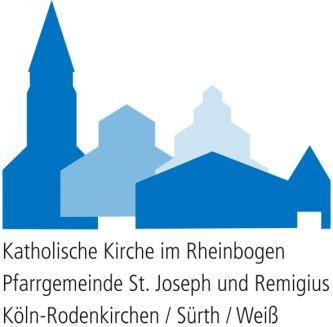 Katholische Kirche im Rheinbogen
Pfarrgemeinde St. Joseph und Remigius
Köln-Rodenkirchen / Sürth / Weiß